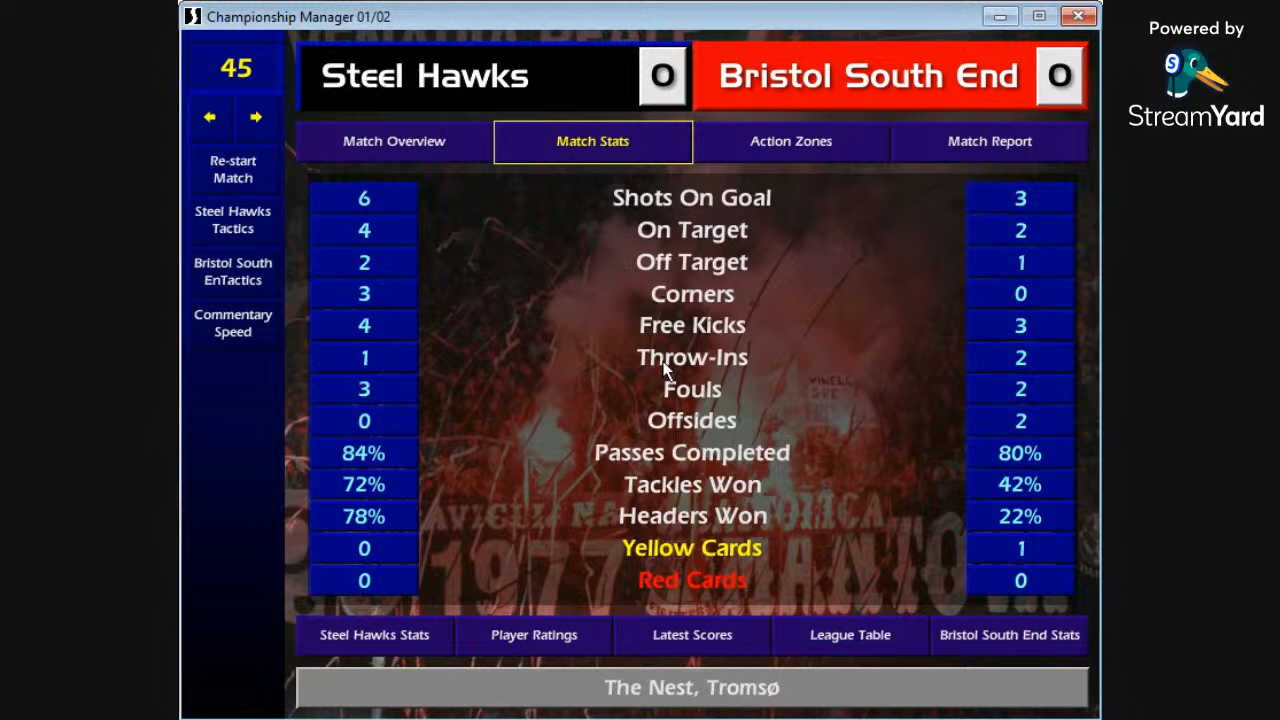 Championship Manager 01/02
Powered by
StreamYard
45
Steel Hawks 0 Bristol South End 0
Match Overview Match Stats Action Zones Match Report
Re-start
Match
Steel Hawks
Tactics
Bristol South
EnTactics
Commentary
Speed
6 Shots On Goal 3
4 On Target 2
2 Off Target 1
3 Corners 0
4 Free Kicks 3
1 Throw-Ins 2
3 Fouls 2
0 Offsides 2
84% Passes Completed 80%
72% Tackles Won 42%
78% Headers Won 22%
0 Yellow Cards 1
0 Red Cards 0
1977
Steel Hawks Stats Player Ratings Latest Scores League Table Bristol South End Stats
The Nest, Tromsø